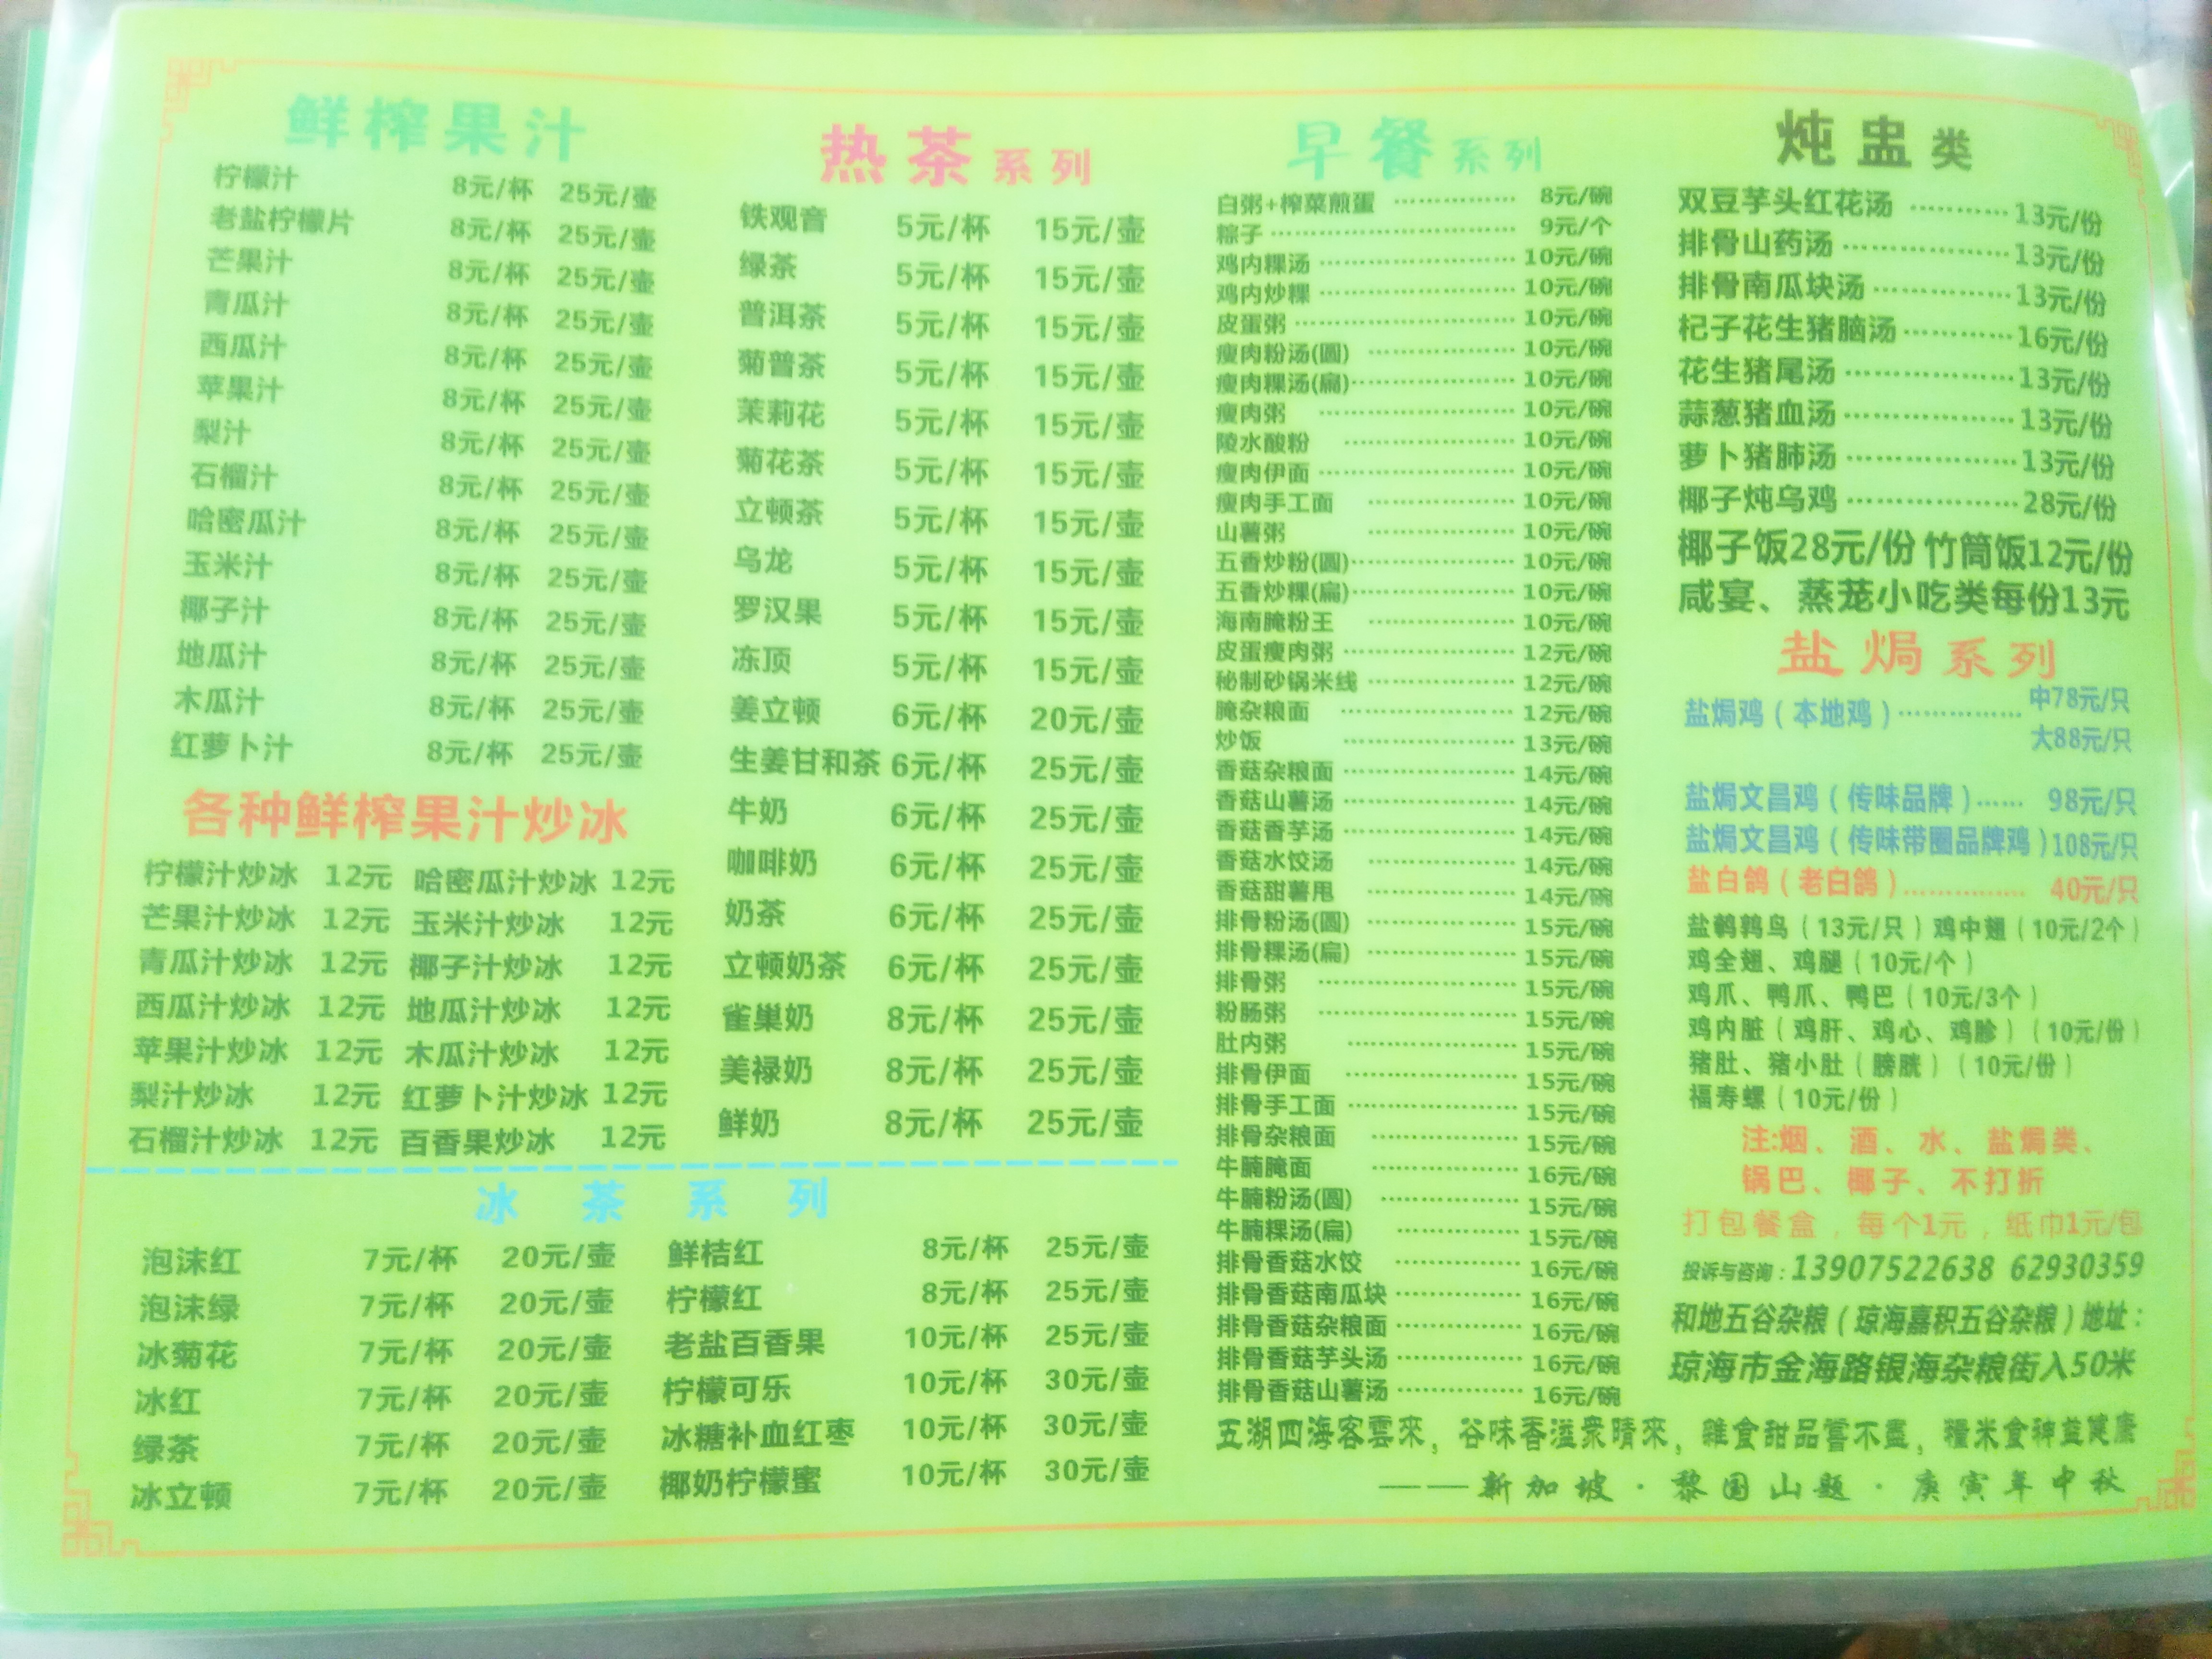 鲜榨果汁
柠檬汁 8元/杯 25元/壶
老盐柠檬片 8元/杯 25元/壶
芒果汁 8元/杯 25元/壶
青瓜汁 8元/杯 25元/壶
西瓜汁 8元/杯 25元/壶
苹果汁 8元/杯 25元/壶
梨汁 8元/杯 25元/壶
石榴汁 8元/杯 25元/壶
哈密瓜汁 8元/杯 25元/壶
玉米汁 8元/杯 25元/壶
椰子汁 8元/杯 25元/壶
地瓜汁 8元/杯 25元/壶
木瓜汁 8元/杯 25元/壶
红萝卜汁 8元/杯 25元/壶
各种鲜榨果汁炒冰
柠檬汁炒冰 12元 哈密瓜汁炒冰 12元
芒果汁炒冰 12元 玉米汁炒冰 12元
青瓜汁炒冰 12元 椰子汁炒冰 12元
西瓜汁炒冰 12元 地瓜汁炒冰 12元
苹果汁炒冰 12元 木瓜汁炒冰 12元
梨汁炒冰 12元 红萝卜汁炒冰 12元
石榴汁炒冰 12元 百香果炒冰 12元
热茶系列
铁观音 5元/杯 15元/壶
绿茶 5元/杯 15元/壶
普洱茶 5元/杯 15元/壶
菊普茶 5元/杯 15元/壶
茉莉花 5元/杯 15元/壶
菊花茶 5元/杯 15元/壶
立顿茶 5元/杯 15元/壶
乌龙 5元/杯 15元/壶
罗汉果 5元/杯 15元/壶
冻顶 5元/杯 15元/壶
姜立顿 6元/杯 20元/壶
生姜甘和茶 6元/杯 25元/壶
牛奶 6元/杯 25元/壶
咖啡奶 6元/杯 25元/壶
奶茶 6元/杯 25元/壶
立顿奶茶 6元/杯 25元/壶
雀巢奶 8元/杯 25元/壶
美禄奶 8元/杯 25元/壶
鲜奶 8元/杯 25元/壶
冰茶系列
泡沫红 7元/杯 20元/壶 鲜桔红 8元/杯 25元/壶
泡沫绿 7元/杯 20元/壶 柠檬红 8元/杯 25元/壶
冰菊花 7元/杯 20元/壶 老盐百香果 10元/杯 25元/壶
冰红 7元/杯 20元/壶 柠檬可乐 10元/杯 30元/壶
绿茶 7元/杯 20元/壶 冰糖补血红枣 10元/杯 30元/壶
冰立顿 7元/杯 20元/壶 椰奶柠檬蜜 10元/杯 30元/壶
早餐系列
白粥+榨菜煎蛋 8元/碗
粽子 9元/个
鸡内粿汤 10元/碗
鸡内炒粿 10元/碗
皮蛋粥 10元/碗
瘦肉粉汤(圆) 10元/碗
瘦肉粿汤(扁) 10元/碗
瘦肉粥 10元/碗
陵水酸粉 10元/碗
瘦肉伊面 10元/碗
瘦肉手工面 10元/碗
山薯粥 10元/碗
五香炒粉(圆) 10元/碗
五香炒粿(扁) 10元/碗
海南腌粉王 10元/碗
皮蛋瘦肉粥 12元/碗
秘制砂锅米线 12元/碗
腌杂粮面 12元/碗
炒饭 13元/碗
香菇杂粮面 14元/碗
香菇山薯汤 14元/碗
香菇香芋汤 14元/碗
香菇水饺汤 14元/碗
香菇甜薯甩 14元/碗
排骨粉汤(圆) 15元/碗
排骨粿汤(扁) 15元/碗
排骨粥 15元/碗
粉肠粥 15元/碗
肚内粥 15元/碗
排骨伊面 15元/碗
排骨手工面 15元/碗
排骨杂粮面 15元/碗
牛腩腌面 16元/碗
牛腩粉汤(圆) 15元/碗
牛腩粿汤(扁) 15元/碗
排骨香菇水饺 16元/碗
排骨香菇南瓜块 16元/碗
排骨香菇杂粮面 16元/碗
排骨香菇芋头汤 16元/碗
排骨香菇山薯汤 16元/碗
炖盅类
双豆芋头红花汤 13元/份
排骨山药汤 13元/份
排骨南瓜块汤 13元/份
杞子花生猪脑汤 16元/份
花生猪尾汤 13元/份
蒜葱猪血汤 13元/份
萝卜猪肺汤 13元/份
椰子炖乌鸡 28元/份
椰子饭28元/份 竹筒饭12元/份
咸宴、蒸茏小吃类每份13元
盐焗系列
盐焗鸡（本地鸡） 中78元/只
大88元/只
盐焗文昌鸡（传味品牌） 98元/只
盐焗文昌鸡（传味带圈品牌鸡）108元/只
盐白鸽（老白鸽） 40元/只
盐鹌鹑鸟（13元/只）鸡中翅（10元/2个）
鸡全翅、鸡腿（10元/个）
鸡爪、鸭爪、鸭巴（10元/3个）
鸡内脏（鸡肝、鸡心、鸡胗）（10元/份）
猪肚、猪小肚（膀胱）（10元/份）
福寿螺（10元/份）
注:烟、酒、水、盐焗类、
锅巴、椰子、不打折
打包餐盒，每个1元，纸巾1元/包
投诉与咨询：13907522638 62930359
和地五谷杂粮（琼海嘉积五谷杂粮）地址：
琼海市金海路银海杂粮街入50米
五湖四海客雲來，谷味香溢衆晴來，雜食甜品嘗不盡，糧米食种益健康
——新加坡·黎国山题·庚寅年中秋